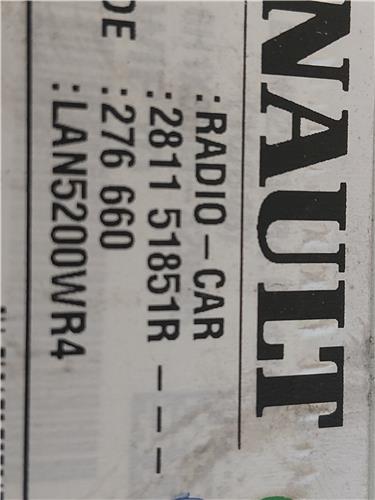 NAULT
:RADIO-CAR
:2811 51851R ---
DE :276 660
:LAN5200WR4